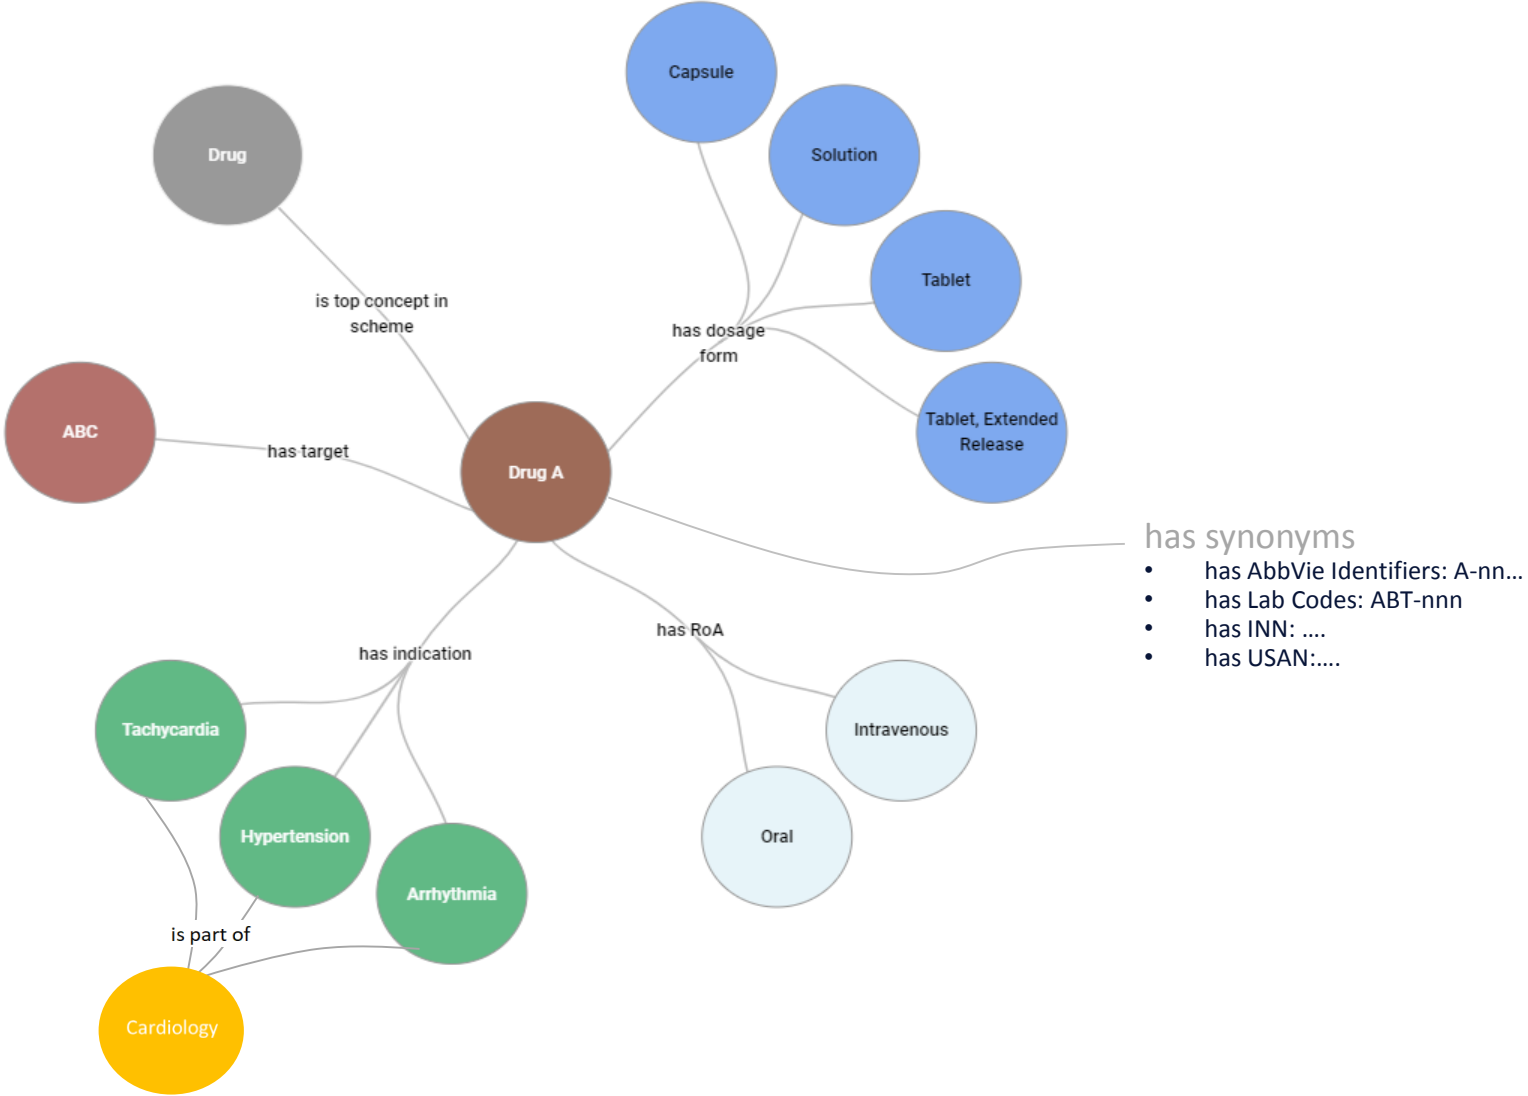 Capsule
Drug
Solution
Tablet
is top concept in
scheme
has dosage
form
Tablet, Extended
Release
ABC
has target
Drug A
has synonyms
• has AbbVie Identifiers: A-nn...
• has Lab Codes: ABT-nnn
• has INN: ....
• has USAN:....
has RoA
has indication
Tachycardia
Intravenous
Hypertension
Oral
Arrhythmia
is part of
Cardiology